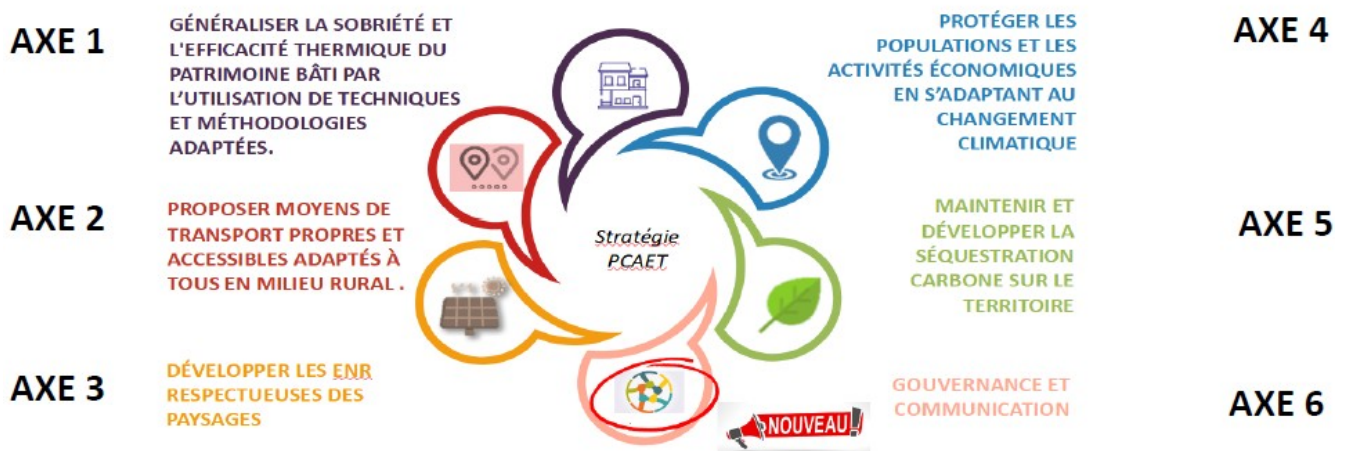 AXE 1
GÉNÉRALISER LA SOBRIÉTÉ ET
L'EFFICACITÉ THERMIQUE DU
PATRIMOINE BÂTI PAR
L'UTILISATION DE TECHNIQUES
ET MÉTHODOLOGIES
ADAPTÉES.
AXE 2
PROPOSER MOYENS DE
TRANSPORT PROPRES ET
ACCESSIBLES ADAPTÉS À
TOUS EN MILIEU RURAL .
AXE 3
DÉVELOPPER LES ENR
RESPECTUEUSES DES
PAYSAGES
Stratégie
PCAET
AXE 4
PROTÉGER LES
POPULATIONS ET LES
ACTIVITÉS ÉCONOMIQUES
EN S'ADAPTANT AU
CHANGEMENT
CLIMATIQUE
AXE 5
MAINTENIR ET
DÉVELOPPER LA
SÉQUESTRATION
CARBONE SUR LE
TERRITOIRE
AXE 6
GOUVERNANCE ET
COMMUNICATION
NOUVEAU!